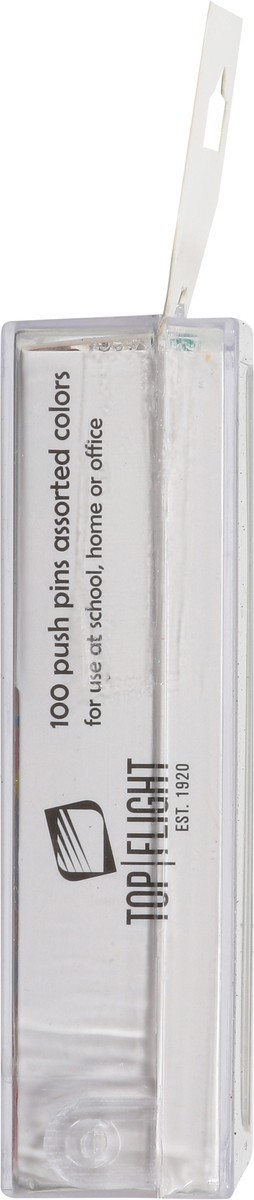 100 push pins assorted colors
for use at school, home or office
TOP|FLIGHT
EST. 1920